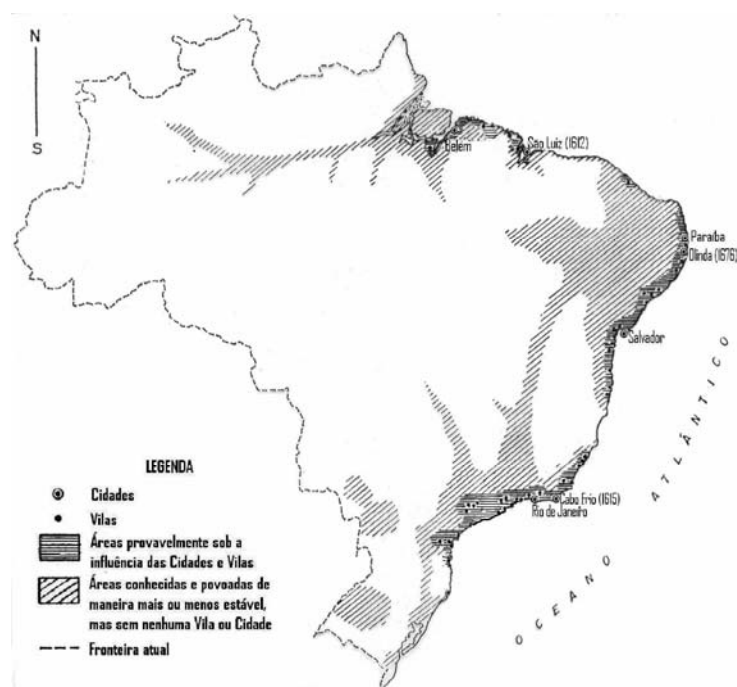 N
S
Belém
São Luiz (1612)
Paraíba
Olinda (1676)
Salvador
Cabo Frio (1615)
Rio de Janeiro
OCEANO ATLÂNTICO
LEGENDA
Cidades
Vilas
Áreas provavelmente sob a
influência das Cidades e Vilas
Áreas conhecidas e povoadas de
maneira mais ou menos estável,
mas sem nenhuma Vila ou Cidade
Fronteira atual